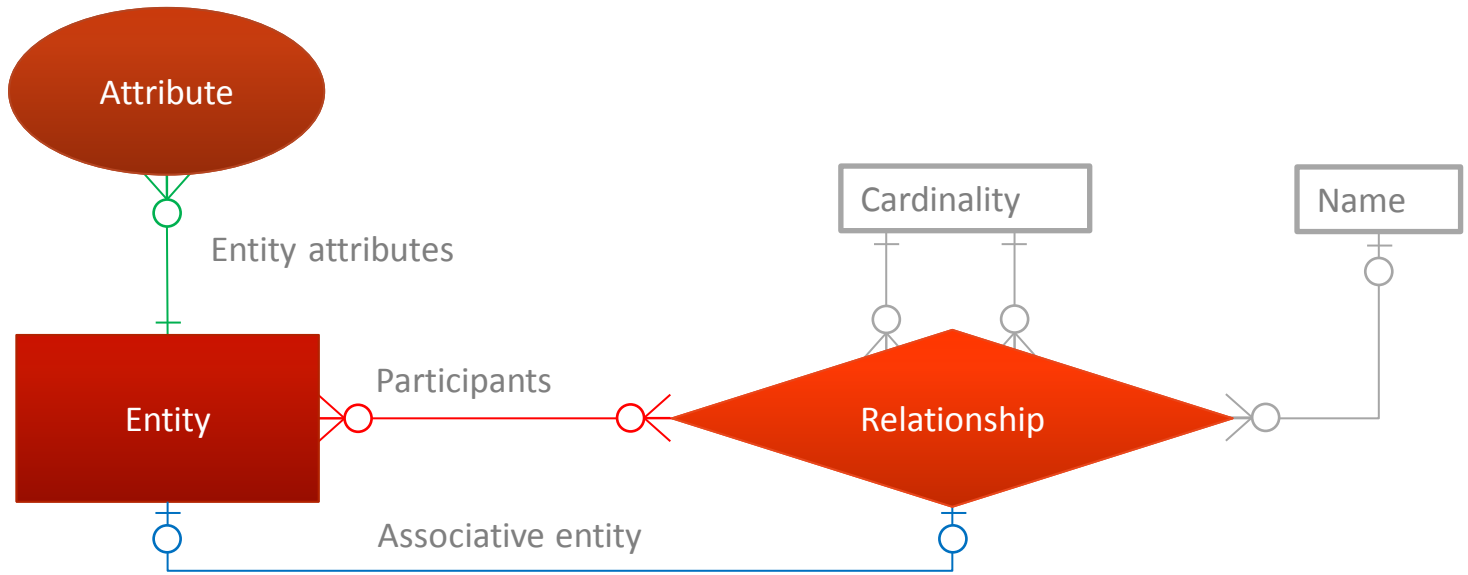 Attribute
Cardinality
Name
Entity attributes
Participants
Entity
Relationship
Associative entity